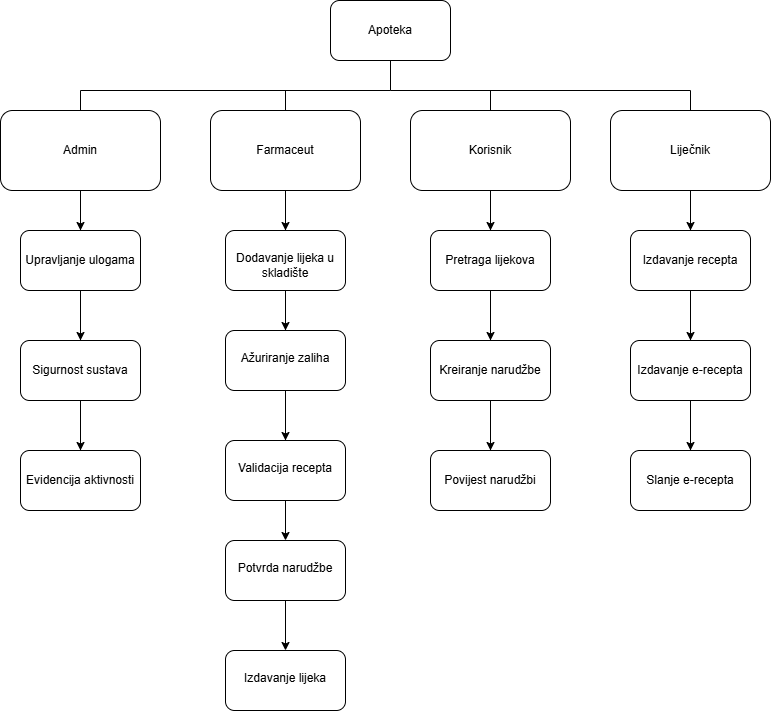 Apoteka
Admin
Farmaceut
Korisnik
Liječnik
Upravljanje ulogama
Dodavanje lijeka u
skladište
Pretraga lijekova
Izdavanje recepta
Sigurnost sustava
Ažuriranje zaliha
Kreiranje narudžbe
Izdavanje e-recepta
Evidencija aktivnosti
Validacija recepta
Povijest narudžbi
Slanje e-recepta
Potvrda narudžbe
Izdavanje lijeka